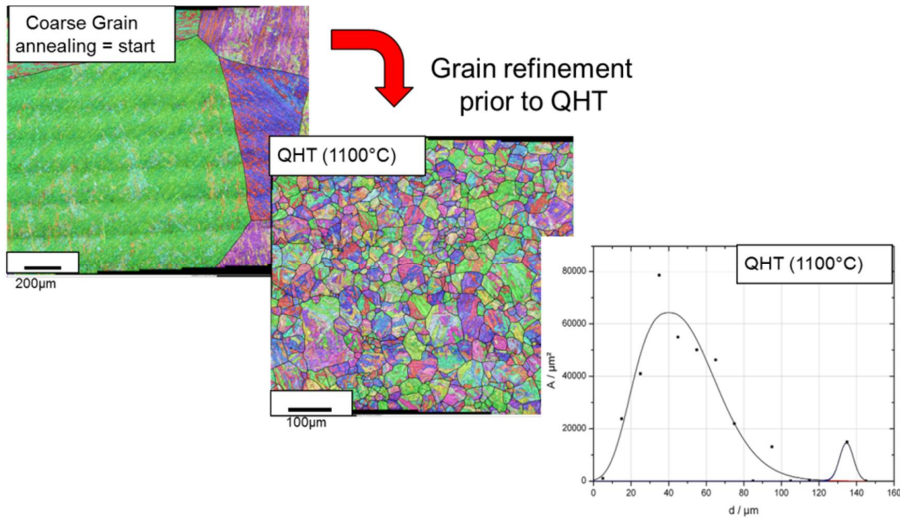 Coarse Grain
annealing = start
200µm
Grain refinement
prior to QHT
QHT (1100°C)
100µm
QHT (1100°C)
A / µm²
80000
60000
40000
20000
0
0 20 40 60 80 100 120 140 160
d / µm